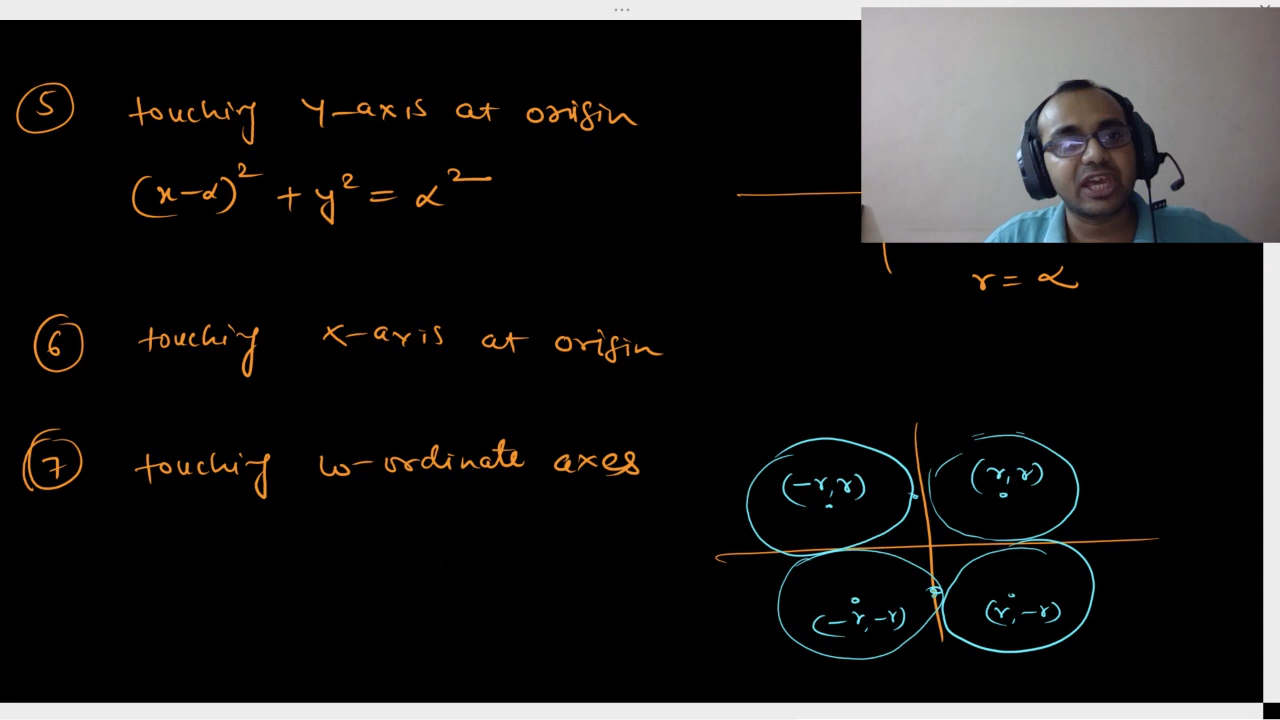 5 touching Y-axis at origin
(x-α)² + y² = α²
r = α
6 touching X-axis at origin
7 touching co-ordinate axes
(-r, r) (r, r)
(-r, -r) (r, -r)